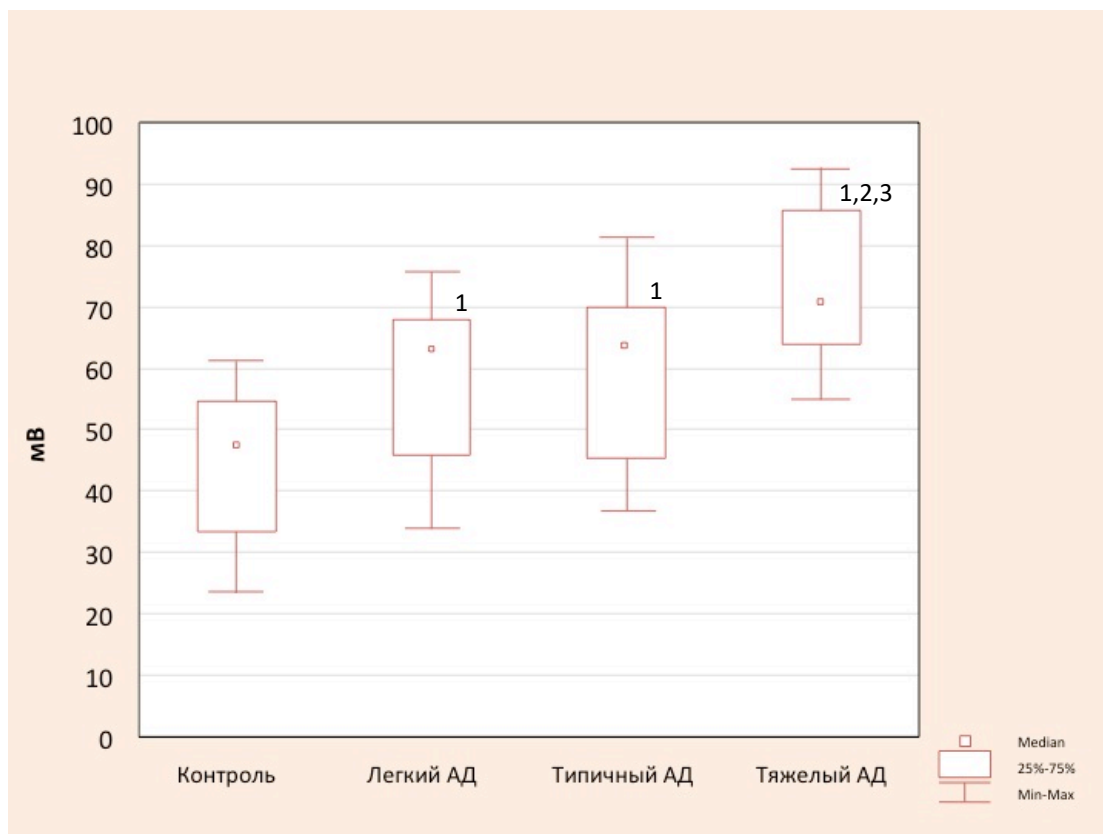 100
90
80
70
60
50
40
30
20
10
0
мВ
1
1
1,2,3
Контроль
Легкий АД
Типичный АД
Тяжелый АД
Median
25%-75%
Min-Max